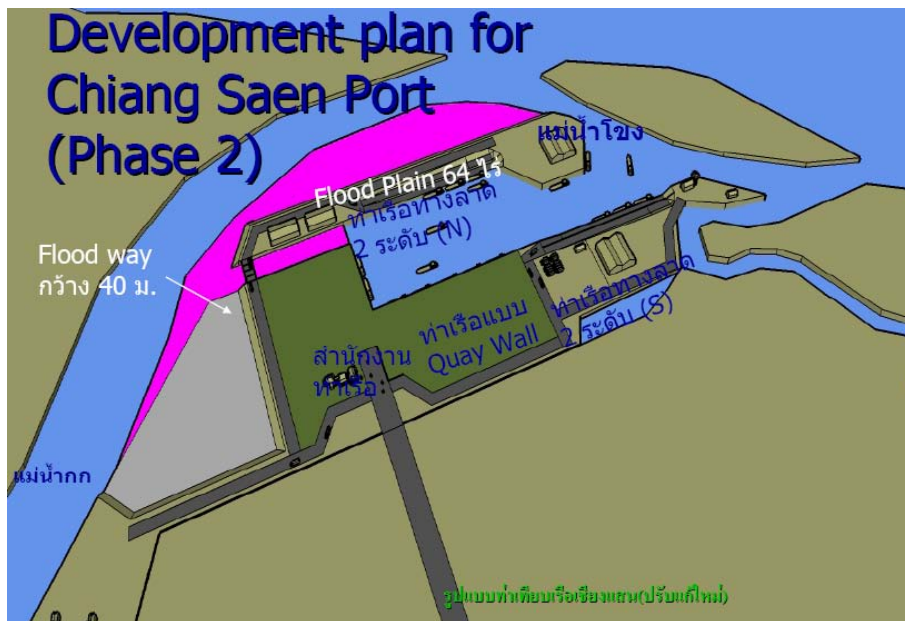 Development plan for
Chiang Saen Port
(Phase 2)
แม่น้ำโขง
Flood Plain 64 ไร่
ท่าเรือทางลาด
2 ระดับ (N)
Flood way
กว้าง 40 ม.
ท่าเรือทางลาด
2 ระดับ (S)
ท่าเรือแบบ
Quay Wall
สำนักงาน
ท่าเรือ
แม่น้ำกก
รูปแบบท่าเทียบเรือเชียงแสน(ปรับแก้ใหม่)